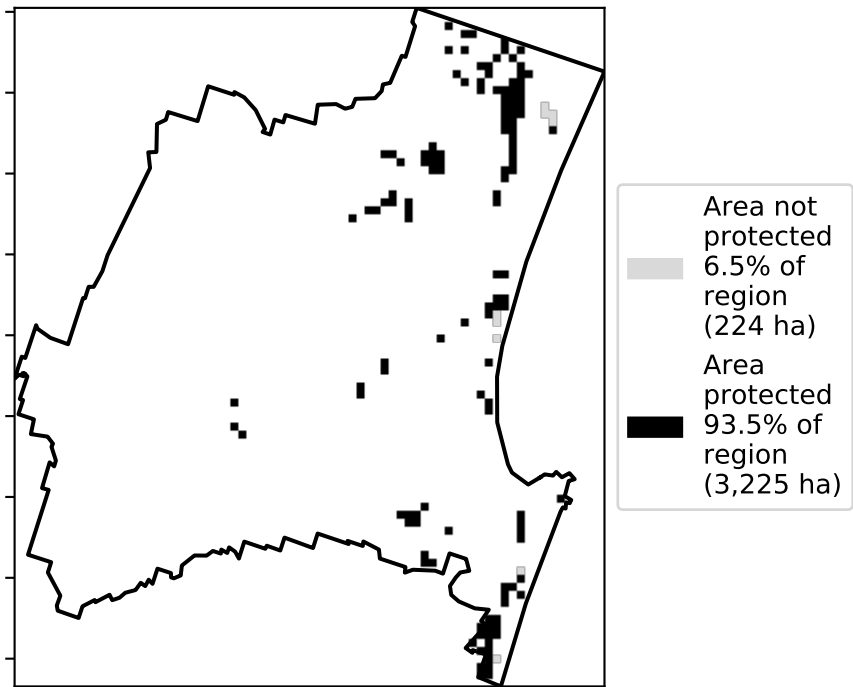 Area not
protected
6.5% of
region
(224 ha)
Area
protected
93.5% of
region
(3,225 ha)